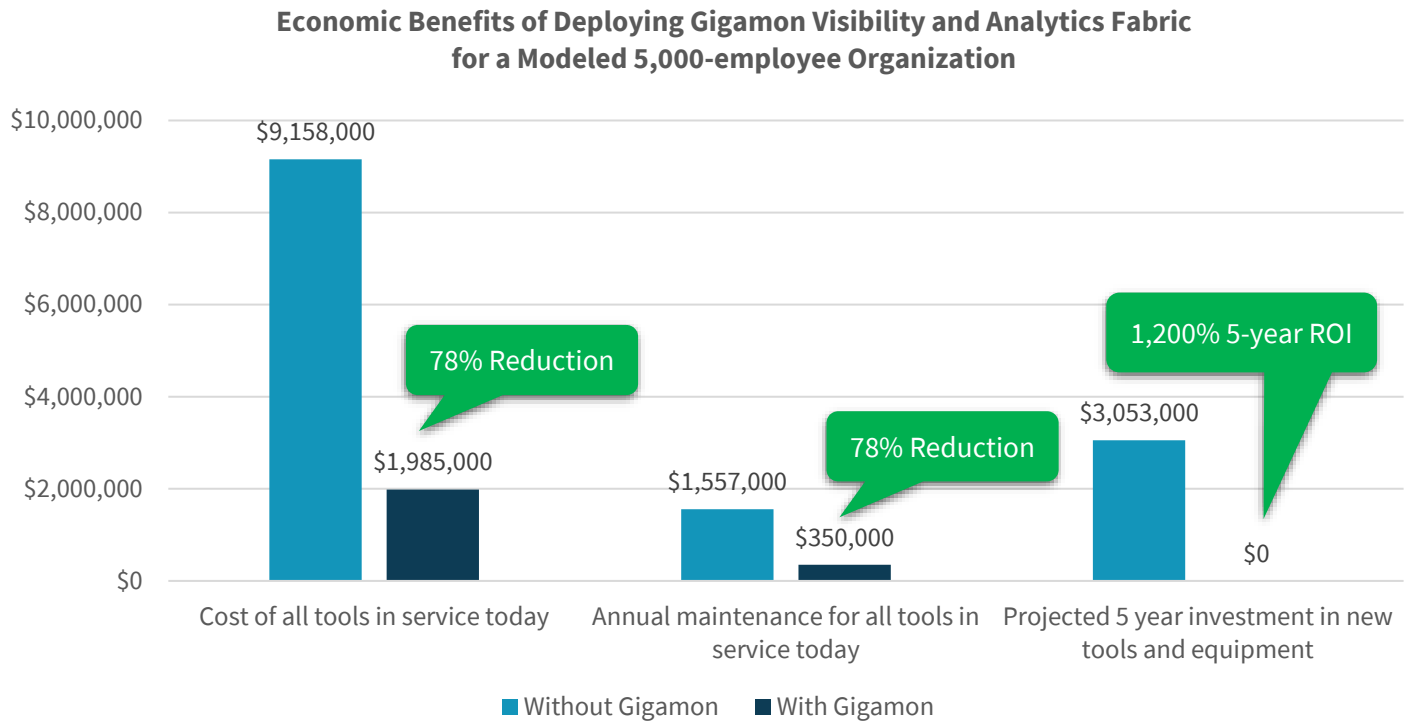 Economic Benefits of Deploying Gigamon Visibility and Analytics Fabric
for a Modeled 5,000-employee Organization
$10,000,000
$9,158,000
$8,000,000
$6,000,000
1,200% 5-year ROI
78% Reduction
$4,000,000
$3,053,000
78% Reduction
$1,985,000
$2,000,000
$1,557,000
$350,000
$0
$0
Cost of all tools in service today
Annual maintenance for all tools in
service today
Projected 5 year investment in new
tools and equipment
Without Gigamon
With Gigamon